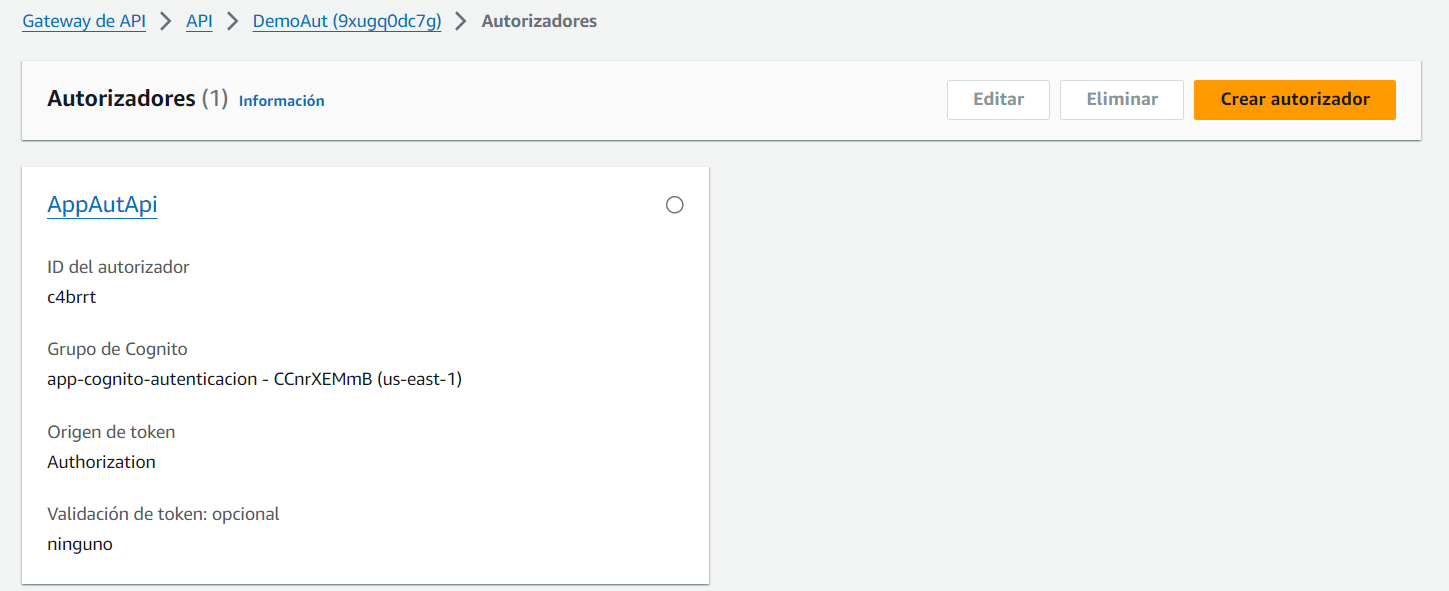 Gateway de API > API > DemoAut (9xugq0dc7g) > Autorizadores
Autorizadores (1) Información
Editar
Eliminar
Crear autorizador
AppAutApi
ID del autorizador
c4brrt
Grupo de Cognito
app-cognito-autenticacion - CCnrXEMmB (us-east-1)
Origen de token
Authorization
Validación de token: opcional
ninguno